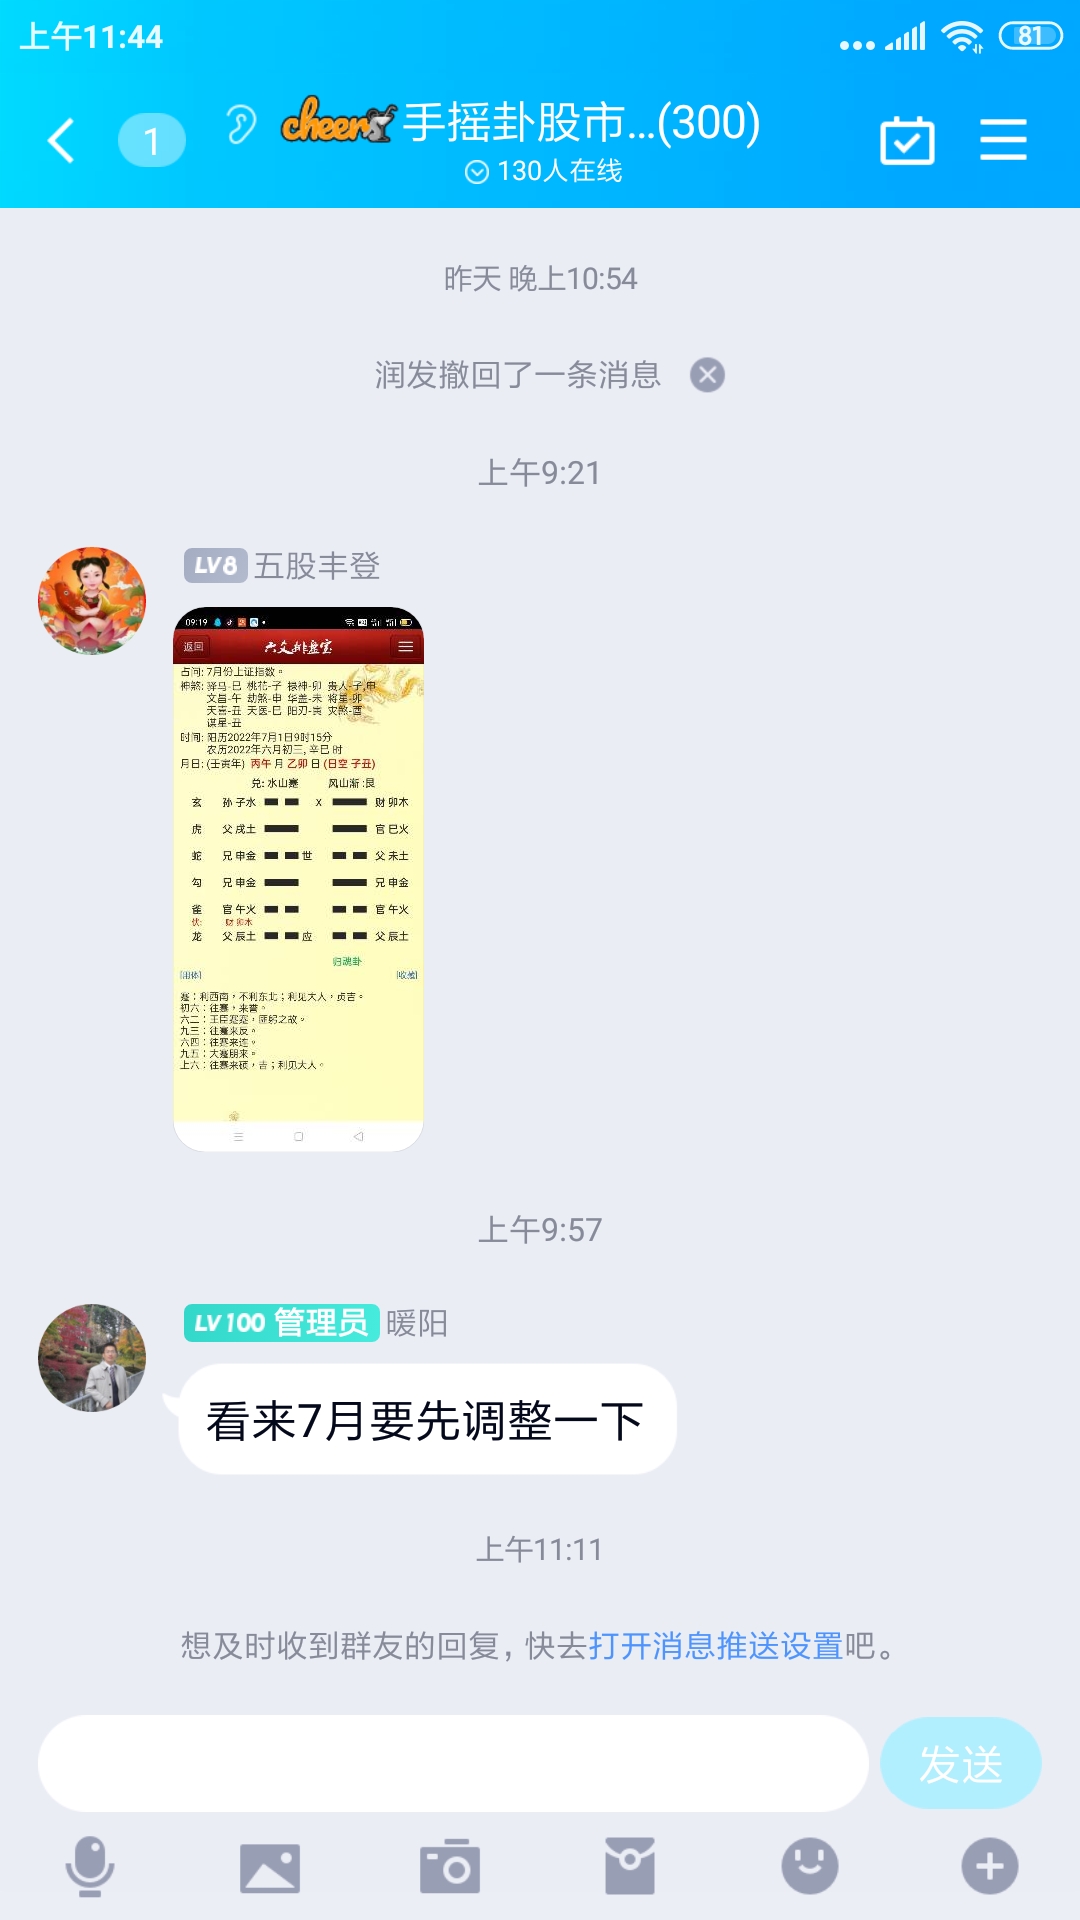 上午11:44
81
1
cheers 手摇卦股市...(300)
130人在线
昨天 晚上10:54
润发撤回了一条消息
上午9:21
LV8 五股丰登
09:19
返回 六爻排盘宝
占问: 7月份上证指数。
神煞: 驿马-巳 桃花-子 禄神-卯 贵人-子,申
文昌-午 劫煞-申 华盖-未 将星-卯
天喜-丑 天医-巳 阳刃-寅 灾煞-酉
谋星-丑
时间: 阳历2022年7月1日9时15分
农历2022年六月初三, 辛巳 时
月日: (壬寅年) 丙午 月 乙卯 日 (日空 子丑)
兑: 水山蹇 风山渐 :艮
玄 孙 子水 X 财 卯木
虎 父 戌土 官 巳火
蛇 兄 申金 世 父 未土
勾 兄 申金 兄 申金
雀 官 午火 官 午火
伏: 财 卯木
龙 父 辰土 应 父 辰土
归魂卦
[收藏]
蹇：利西南，不利东北；利见大人，贞吉。
初六：往蹇，来誉。
六二：王臣蹇蹇，匪躬之故。
九三：往蹇来反。
六四：往蹇来连。
九五：大蹇朋来。
上六：往蹇来硕，吉；利见大人。
上午9:57
LV100 管理员 暖阳
看来7月要先调整一下
上午11:11
想及时收到群友的回复，快去打开消息推送设置吧。
发送